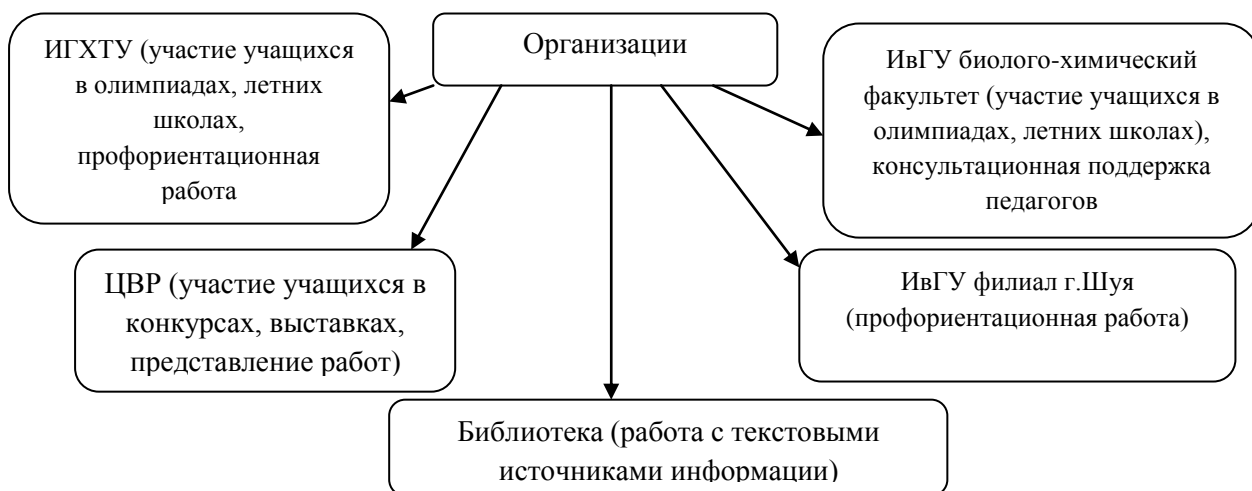 Организации
ИГХТУ (участие учащихся
в олимпиадах, летних
школах,
профориентационная
работа
ИвГУ биолого-химический
факультет (участие учащихся в
олимпиадах, летних школах),
консультационная поддержка
педагогов
ЦВР (участие учащихся в
конкурсах, выставках,
представление работ)
ИвГУ филиал г.Шуя
(профориентационная работа)
Библиотека (работа с текстовыми
источниками информации)